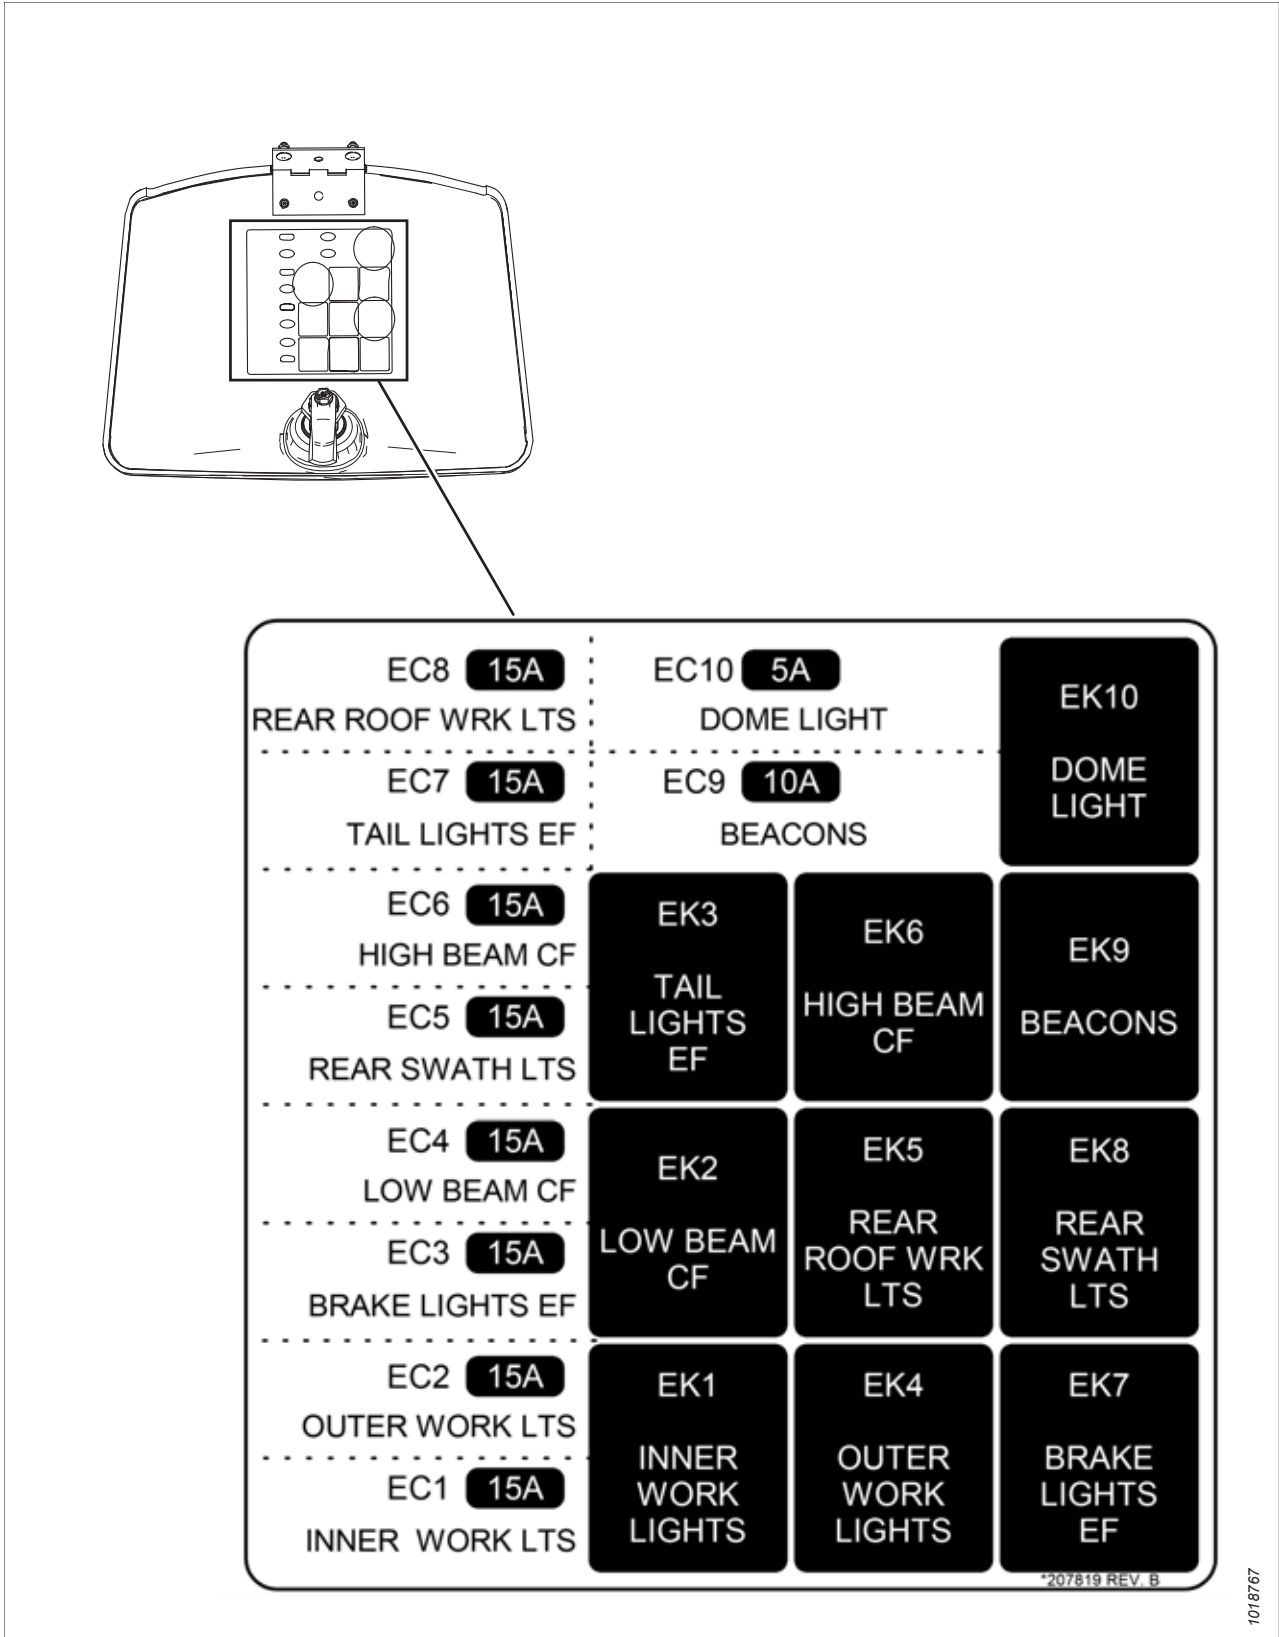 EC8 15A
REAR ROOF WRK LTS
EC10 5A
DOME LIGHT
EK10
DOME
LIGHT
EC7 15A
TAIL LIGHTS EF
EC9 10A
BEACONS
EC6 15A
HIGH BEAM CF
EC5 15A
REAR SWATH LTS
EK3
TAIL
LIGHTS
EF
EK6
HIGH BEAM
CF
EK9
BEACONS
EC4 15A
LOW BEAM CF
EC3 15A
BRAKE LIGHTS EF
EK2
LOW BEAM
CF
EK5
REAR
ROOF WRK
LTS
EK8
REAR
SWATH
LTS
EC2 15A
OUTER WORK LTS
EC1 15A
INNER WORK LTS
EK1
INNER
WORK
LIGHTS
EK4
OUTER
WORK
LIGHTS
EK7
BRAKE
LIGHTS
EF
*207819 REV. B
1018767